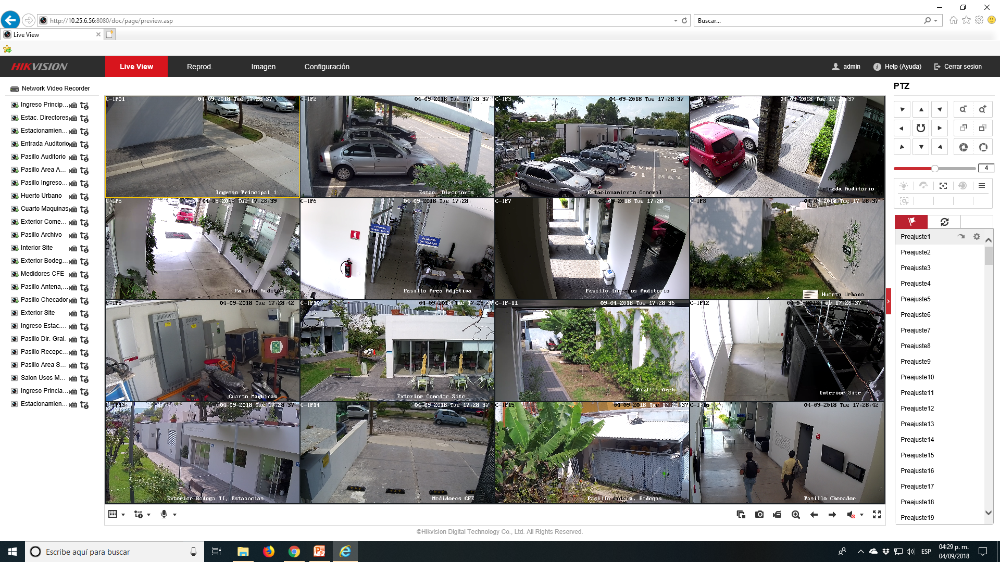 http://10.25.6.56:8080/doc/page/preview.asp
Buscar...
Live View
HIKVISION
Live View
Reprod.
Imagen
Configuración
admin
Help (Ayuda)
Cerrar sesion
Network Video Recorder
Ingreso Princip...
Estac. Directores
Estacionamien...
Entrada Auditorio
Pasillo Auditorio
Pasillo Area A...
Pasillo Ingreso...
Huerto Urbano
Cuarto Maquinas
Exterior Come...
Pasillo Archivo
Interior Site
Exterior Bodeg...
Medidores CFE
Pasillo Antena,...
Pasillo Checador
Exterior Site
Ingreso Estac....
Pasillo Dir. Gral.
Pasillo Recepc...
Pasillo Area S...
Salon Usos M...
Ingreso Princia...
Estacionamien...
C-IP01
04-09-2018 Tue 17:28:37
Ingreso Principal 1
C-IP2
04-09-2018 Tue 17:28:37
Estac. Directores
C-IP3
04-09-2018 Tue 17:28:37
Estacionamiento General
IP4
04-09-2018 Tue 17:28:37
Entrada Auditorio
C-IP5
04-09-2018 Tue 17:28:39
Pasillo Auditorio
C-IP6
04-09-2018 Tue 17:28:
ESTACION
DE TRABAJO
Pasillo Area Adjetiva
C-IP7
04-09-2018 Tue 17:28:
Pasillo Ingre os Auditorio
C-IP8
04-09-2018 Tue 17:28:37
Huerto Urbano
C-IP9
04-09-2018 Tue 17:28:42
Cuarto Maquinas
C-IP10
04-09-2018 Tue 17:28:
Exterior Comedor Site
C-IP-11
09-04-2018 Tue 17:28:36
Pasillo Arch
C-IP12
04-09-2018 Tue 17:28:37
Interior Site
C-IP13
04-09-2018 Tue 17:28:37
Exterior Bodega II, Estaancias
C-IP14
04-09-2018 Tue 17:28:37
Medidores CFE
C-IP15
04-09-2018 Tue 17:28:37
Pasillo Antena, Bodegas
C-IP16
04-09-2018 Tue 17:28:42
Pasillo Checador
PTZ
4
Preajuste1
Preajuste2
Preajuste3
Preajuste4
Preajuste5
Preajuste6
Preajuste7
Preajuste8
Preajuste9
Preajuste10
Preajuste11
Preajuste12
Preajuste13
Preajuste14
Preajuste15
Preajuste16
Preajuste17
Preajuste18
Preajuste19
©Hikvision Digital Technology Co., Ltd. All Rights Reserved.
Escribe aquí para buscar
ESP
04:29 p. m.
04/09/2018